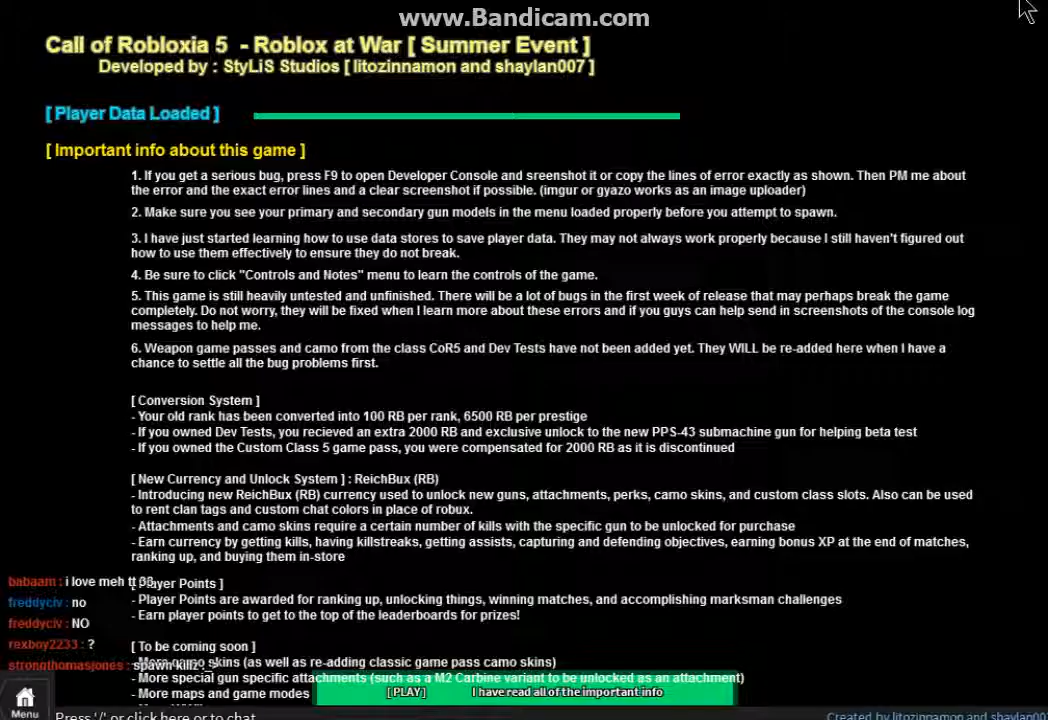 www.Bandicam.com
Call of Robloxia 5 - Roblox at War [ Summer Event ]
Developed by : StyLiS Studios [ litozinnamon and shaylan007 ]
[ Player Data Loaded ]
[ Important info about this game ]
1. If you get a serious bug, press F9 to open Developer Console and sreenshot it or copy the lines of error exactly as shown. Then PM me about
the error and the exact error lines and a clear screenshot if possible. (imgur or gyazo works as an image uploader)
2. Make sure you see your primary and secondary gun models in the menu loaded properly before you attempt to spawn.
3. I have just started learning how to use data stores to save player data. They may not always work properly because I still haven't figured out
how to use them effectively to ensure they do not break.
4. Be sure to click "Controls and Notes" menu to learn the controls of the game.
5. This game is still heavily untested and unfinished. There will be a lot of bugs in the first week of release that may perhaps break the game
completely. Do not worry, they will be fixed when I learn more about these errors and if you guys can help send in screenshots of the console log
messages to help me.
6. Weapon game passes and camo from the class CoR5 and Dev Tests have not been added yet. They WILL be re-added here when I have a
chance to settle all the bug problems first.
[ Conversion System ]
- Your old rank has been converted into 100 RB per rank, 6500 RB per prestige
- If you owned Dev Tests, you recieved an extra 2000 RB and exclusive unlock to the new PPS-43 submachine gun for helping beta test
- If you owned the Custom Class 5 game pass, you were compensated for 2000 RB as it is discontinued
[ New Currency and Unlock System ] : ReichBux (RB)
- Introducing new ReichBux (RB) currency used to unlock new guns, attachments, perks, camo skins, and custom class slots. Also can be used
to rent clan tags and custom chat colors in place of robux.
- Attachments and camo skins require a certain number of kills with the specific gun to be unlocked for purchase
- Earn currency by getting kills, having killstreaks, getting assists, capturing and defending objectives, earning bonus XP at the end of matches,
ranking up, and buying them in-store
babaam : i love meh tt 33
[ Player Points ]
freddyciv : no
- Player Points are awarded for ranking up, unlocking things, winning matches, and accomplishing marksman challenges
- Earn player points to get to the top of the leaderboards for prizes!
freddyciv : NO
rexboy2233 : ?
[ To be coming soon ]
strongthomasjones : spawn killz
- More camo skins (as well as re-adding classic game pass camo skins)
- More special gun specific attachments (such as a M2 Carbine variant to be unlocked as an attachment)
- More maps and game modes
[ PLAY ] I have read all of the important info
Menu
Press '/' or click here to chat
Created by litozinnamon and shaylan007